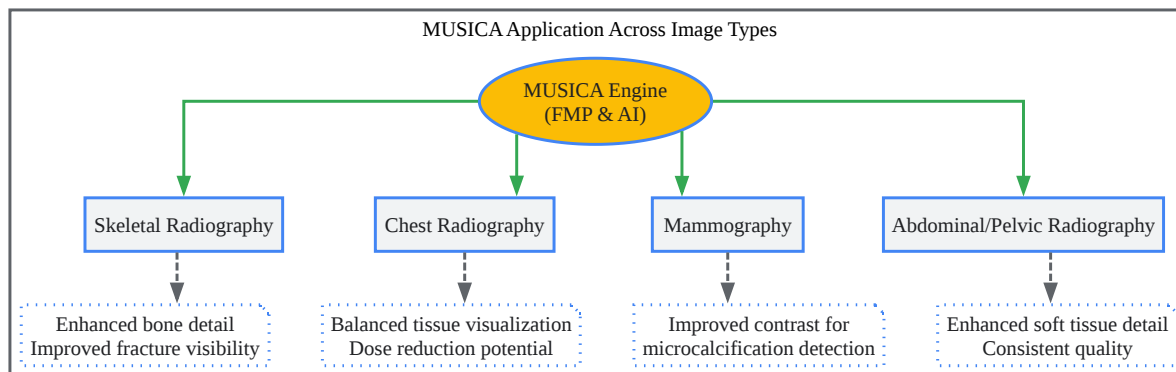 MUSICA Application Across Image Types
MUSICA Engine
(FMP & AI)
Skeletal Radiography
Chest Radiography
Mammography
Abdominal/Pelvic Radiography
Enhanced bone detail
Improved fracture visibility
Balanced tissue visualization
Dose reduction potential
Improved contrast for
microcalcification detection
Enhanced soft tissue detail
Consistent quality